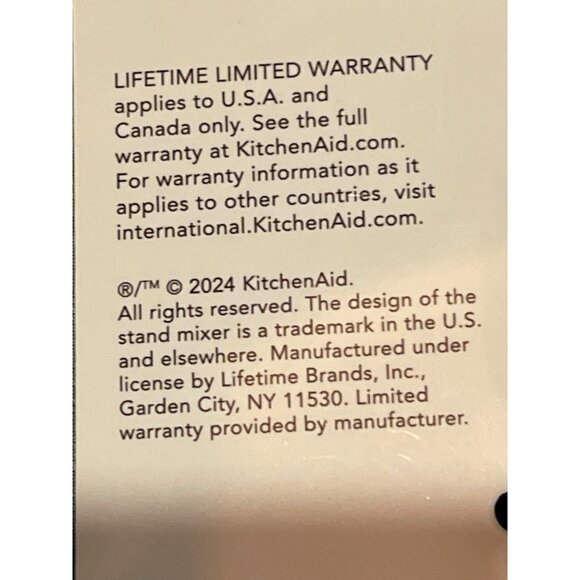 LIFETIME LIMITED WARRANTY
applies to U.S.A. and
Canada only. See the full
warranty at KitchenAid.com.
For warranty information as it
applies to other countries, visit
international.KitchenAid.com.
®/™ © 2024 KitchenAid.
All rights reserved. The design of the
stand mixer is a trademark in the U.S.
and elsewhere. Manufactured under
license by Lifetime Brands, Inc.,
Garden City, NY 11530. Limited
warranty provided by manufacturer.